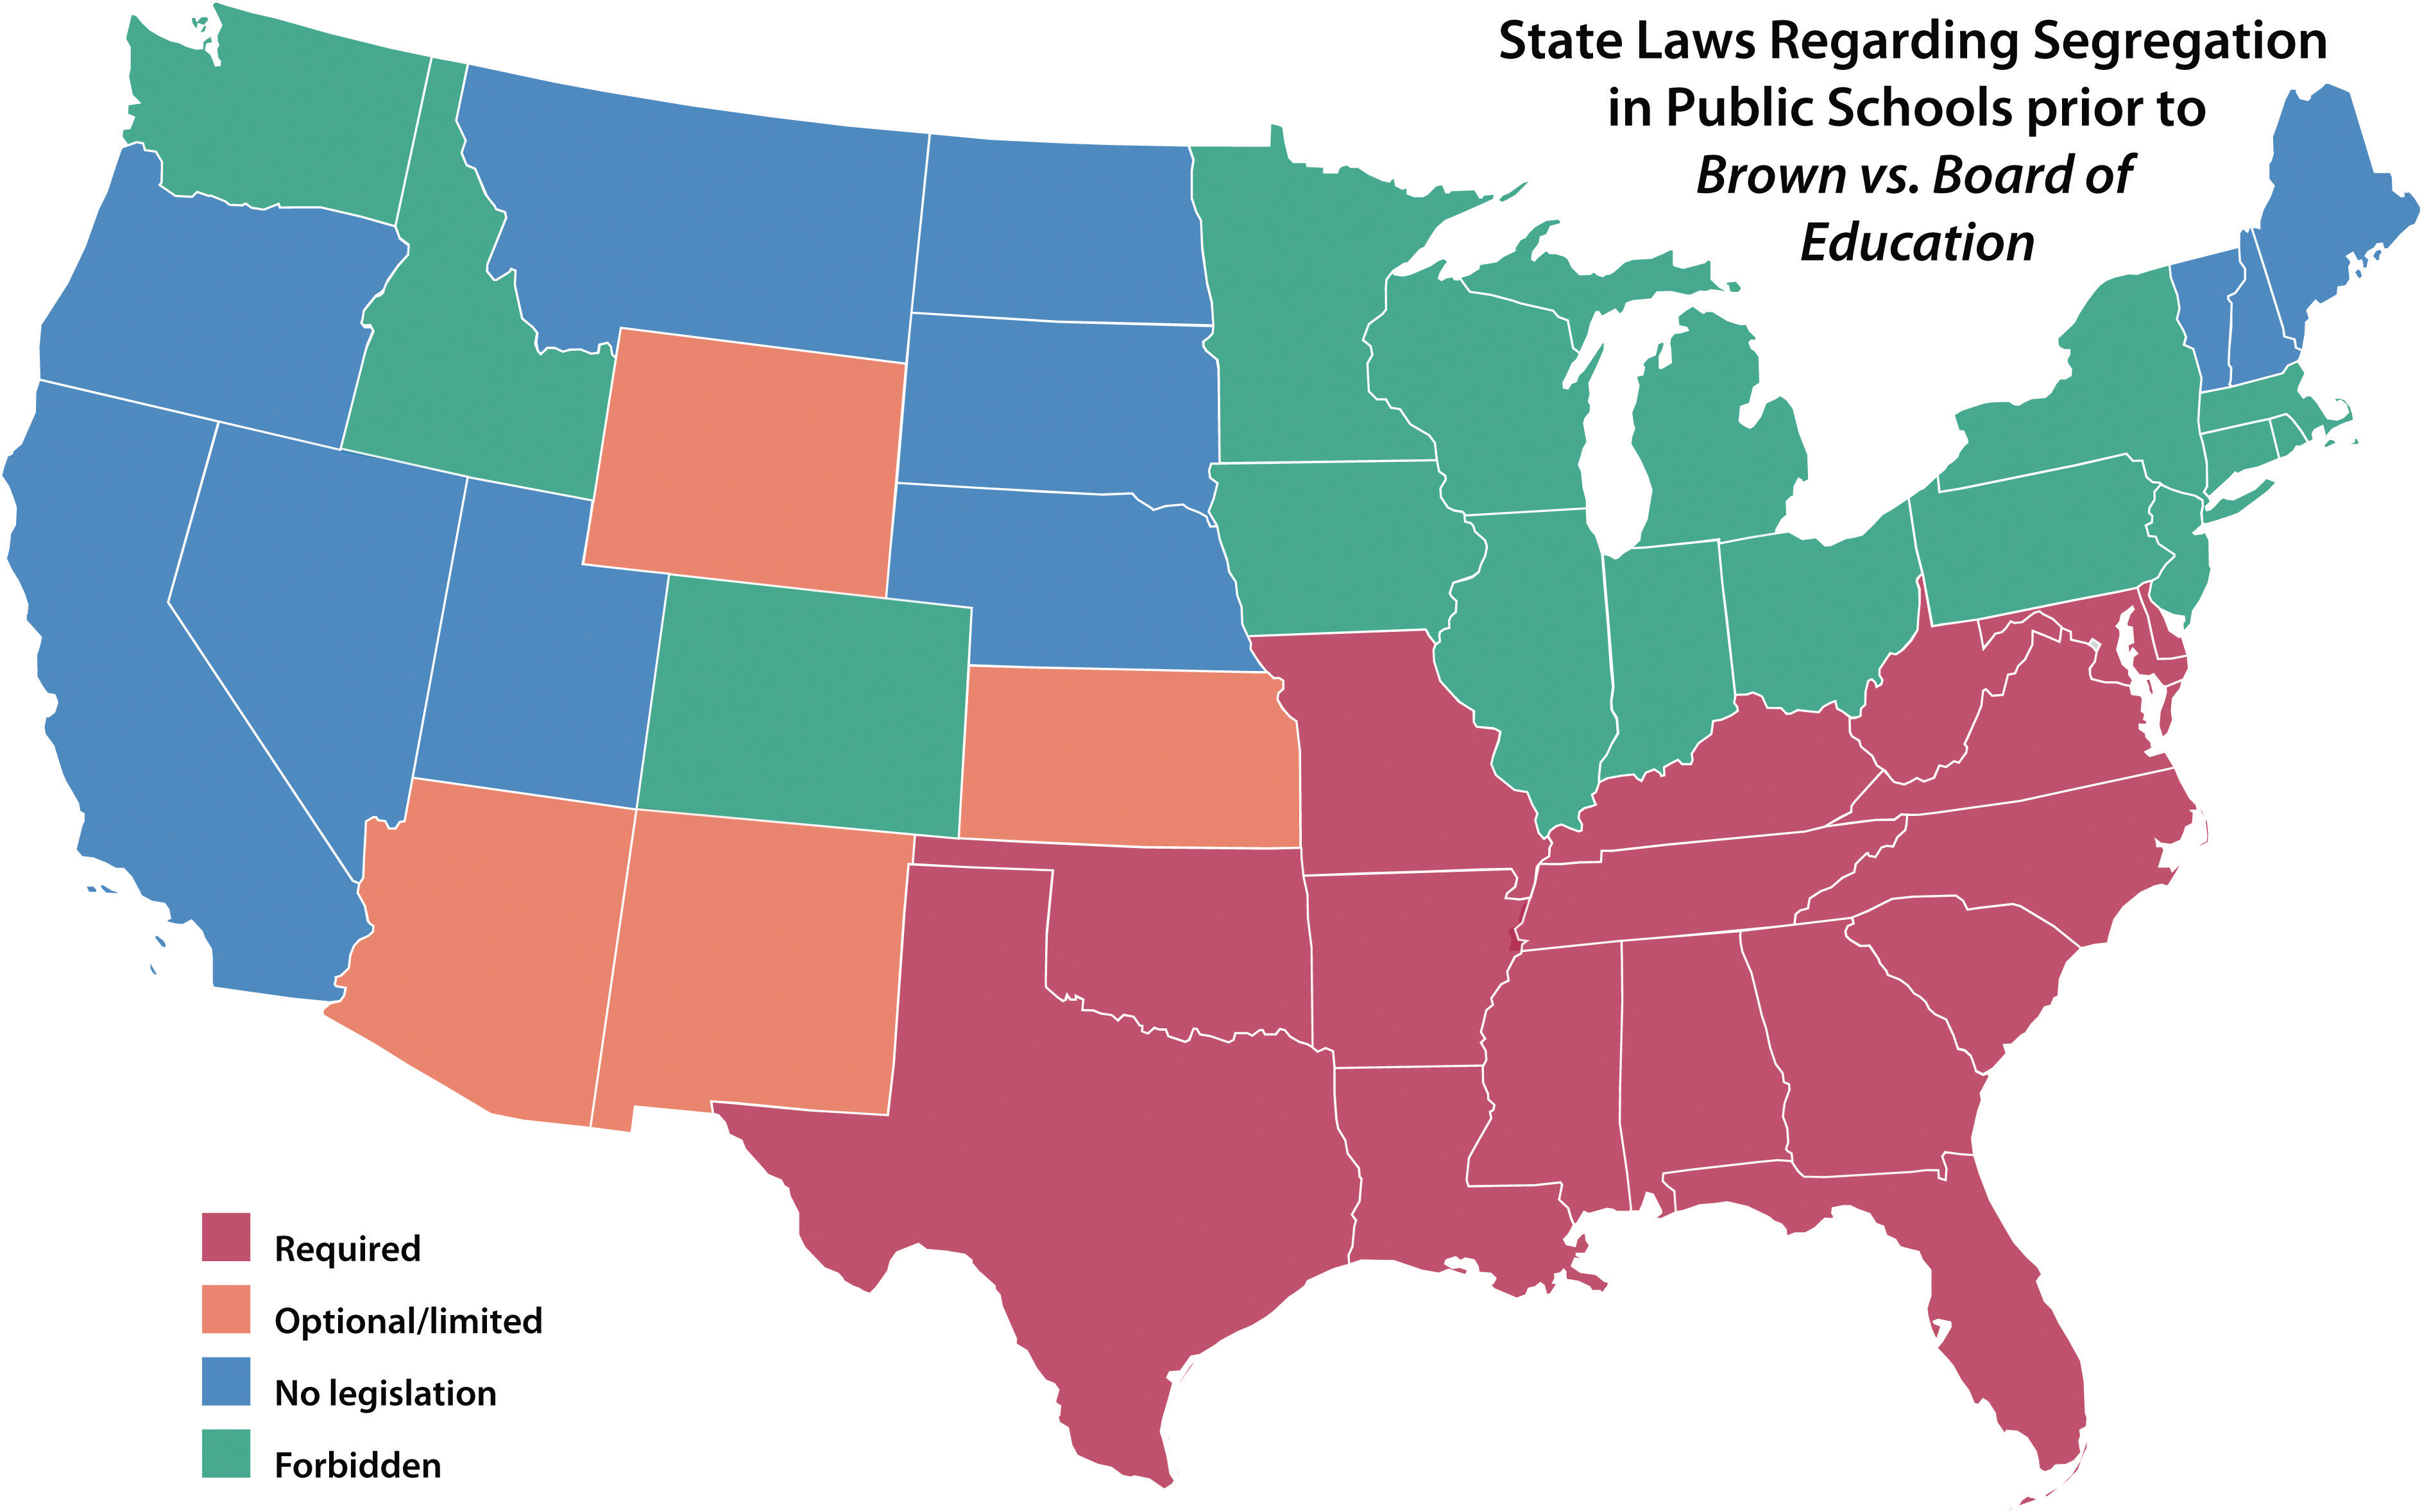 State Laws Regarding Segregation
in Public Schools prior to
Brown vs. Board of
Education
Required
Optional/limited
No legislation
Forbidden